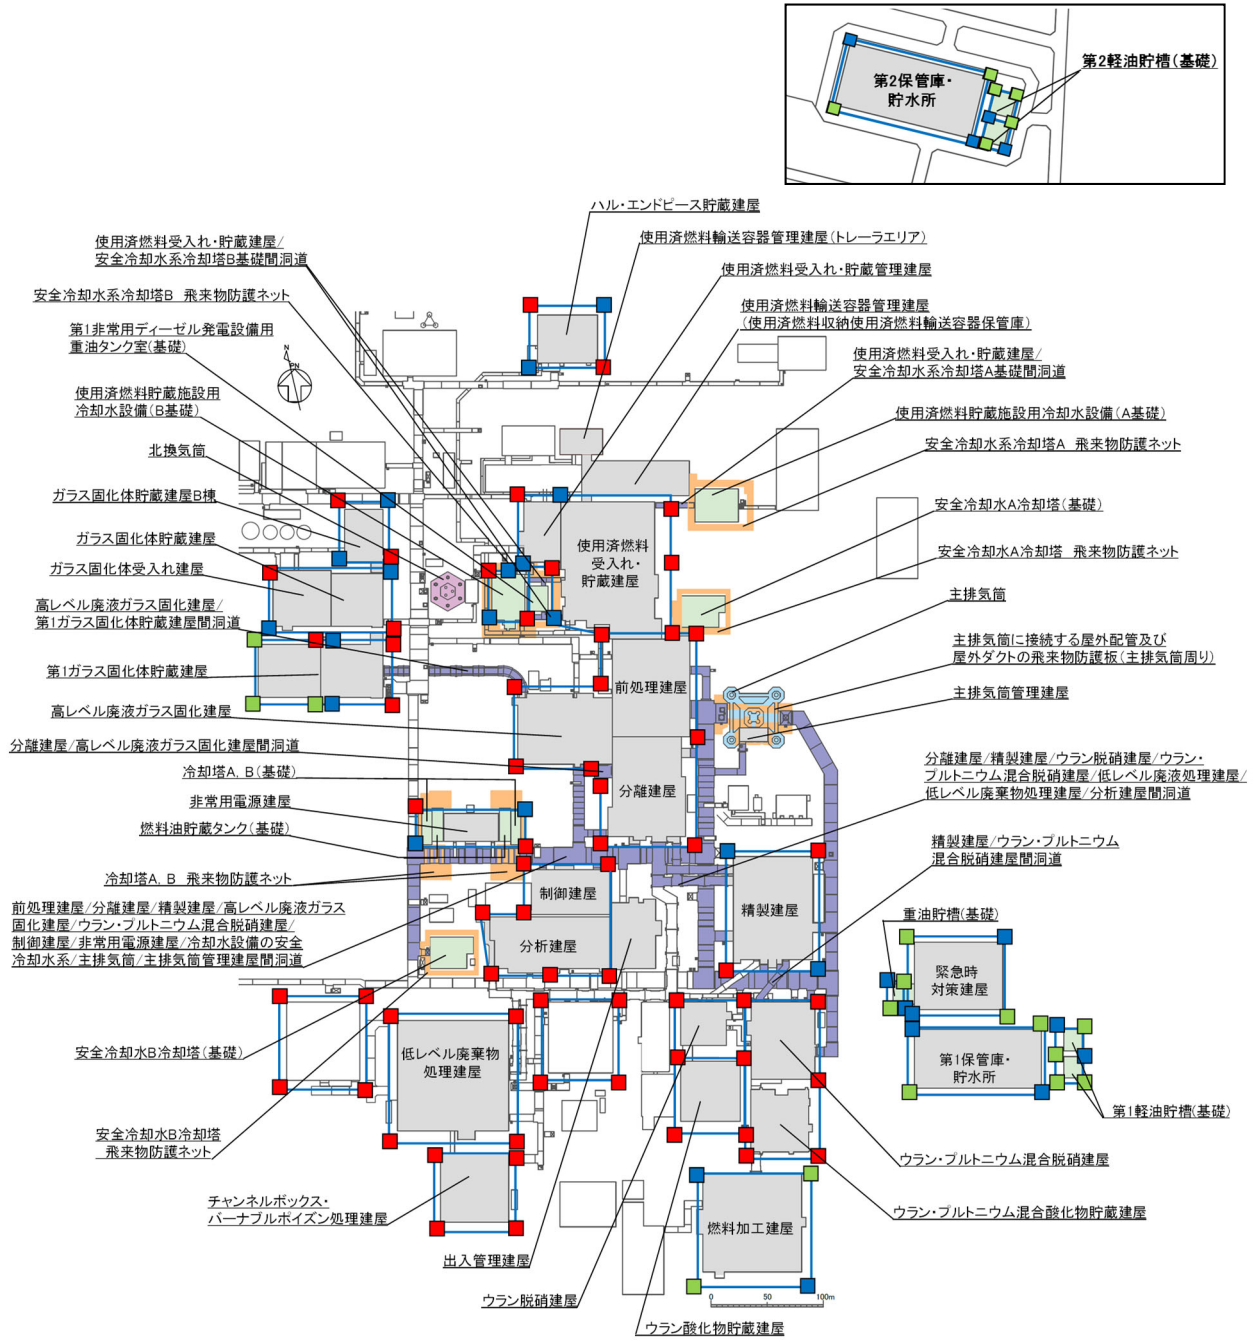 第2軽油貯槽(基礎)
第2保管庫・
貯水所
ハル・エンドピース貯蔵建屋
使用済燃料受入れ・貯蔵建屋/
安全冷却水系冷却塔B基礎間洞道
使用済燃料輸送容器管理建屋(トレーラエリア)
使用済燃料受入れ・貯蔵管理建屋
安全冷却水系冷却塔B 飛来物防護ネット
使用済燃料輸送容器管理建屋
(使用済燃料収納使用済燃料輸送容器保管庫)
第1非常用ディーゼル発電設備用
重油タンク室(基礎)
使用済燃料受入れ・貯蔵建屋/
安全冷却水系冷却塔A基礎間洞道
N
PN
使用済燃料貯蔵施設用
冷却水設備(B基礎)
使用済燃料貯蔵施設用冷却水設備(A基礎)
北換気筒
安全冷却水系冷却塔A 飛来物防護ネット
ガラス固化体貯蔵建屋B棟
安全冷却水A冷却塔(基礎)
ガラス固化体貯蔵建屋
使用済燃料
受入れ・
貯蔵建屋
安全冷却水A冷却塔 飛来物防護ネット
ガラス固化体受入れ建屋
主排気筒
高レベル廃液ガラス固化建屋/
第1ガラス固化体貯蔵建屋間洞道
主排気筒に接続する屋外配管及び
屋外ダクトの飛来物防護板(主排気筒周り)
第1ガラス固化体貯蔵建屋
前処理建屋
主排気筒管理建屋
高レベル廃液ガラス固化建屋
分離建屋/高レベル廃液ガラス固化建屋間洞道
分離建屋/精製建屋/ウラン脱硝建屋/ウラン・
プルトニウム混合脱硝建屋/低レベル廃液処理建屋/
低レベル廃棄物処理建屋/分析建屋間洞道
冷却塔A, B(基礎)
分離建屋
非常用電源建屋
燃料油貯蔵タンク(基礎)
精製建屋/ウラン・プルトニウム
混合脱硝建屋間洞道
冷却塔A, B 飛来物防護ネット
制御建屋
精製建屋
前処理建屋/分離建屋/精製建屋/高レベル廃液ガラス
固化建屋/ウラン・プルトニウム混合脱硝建屋/
制御建屋/非常用電源建屋/冷却水設備の安全
冷却水系/主排気筒/主排気筒管理建屋間洞道
分析建屋
重油貯槽(基礎)
緊急時
対策建屋
安全冷却水B冷却塔(基礎)
低レベル廃棄物
処理建屋
第1保管庫・
貯水所
第1軽油貯槽(基礎)
安全冷却水B冷却塔
飛来物防護ネット
ウラン・プルトニウム混合脱硝建屋
チャンネルボックス・
バーナブルポイズン処理建屋
ウラン・プルトニウム混合酸化物貯蔵建屋
燃料加工建屋
出入管理建屋
ウラン脱硝建屋
0 50 100m
ウラン酸化物貯蔵建屋